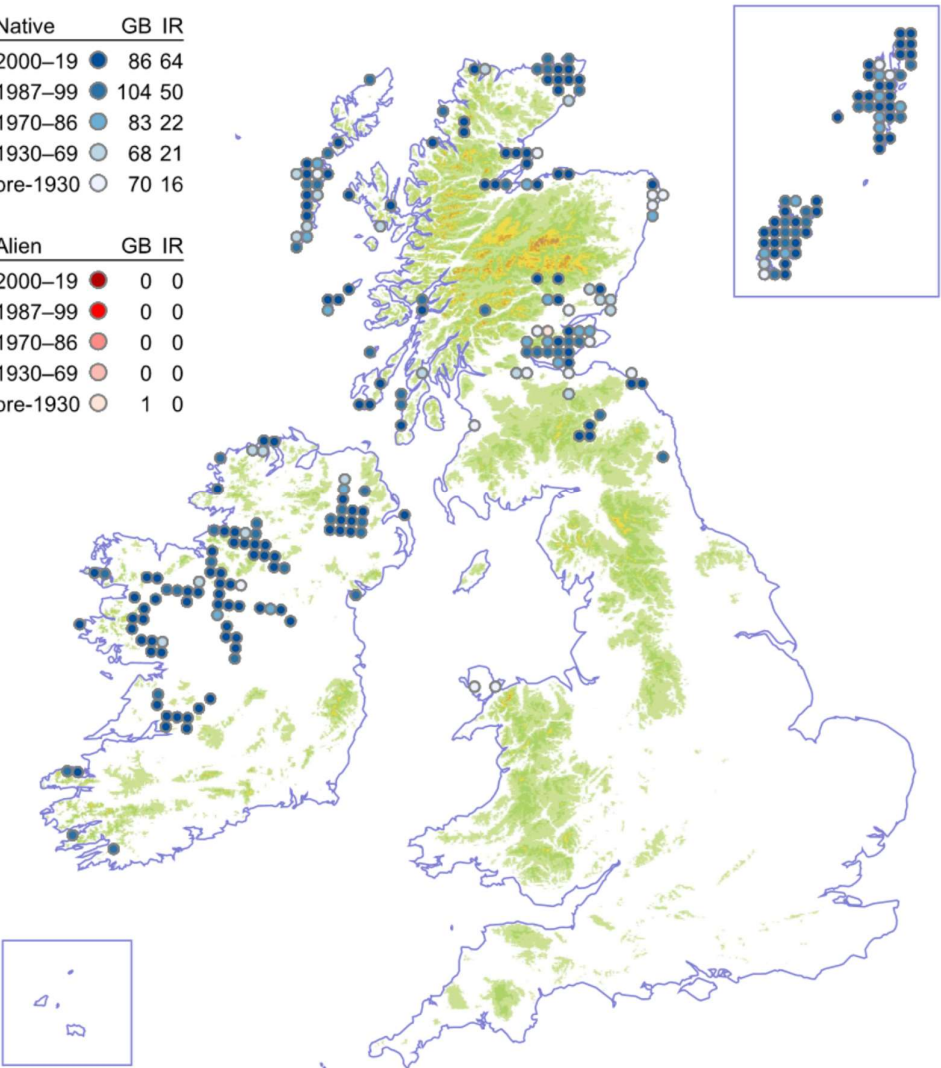 Native GB IR
2000–19 86 64
1987–99 104 50
1970–86 83 22
1930–69 68 21
ore-1930 70 16
Alien GB IR
2000–19 0 0
1987–99 0 0
1970–86 0 0
1930–69 0 0
ore-1930 1 0